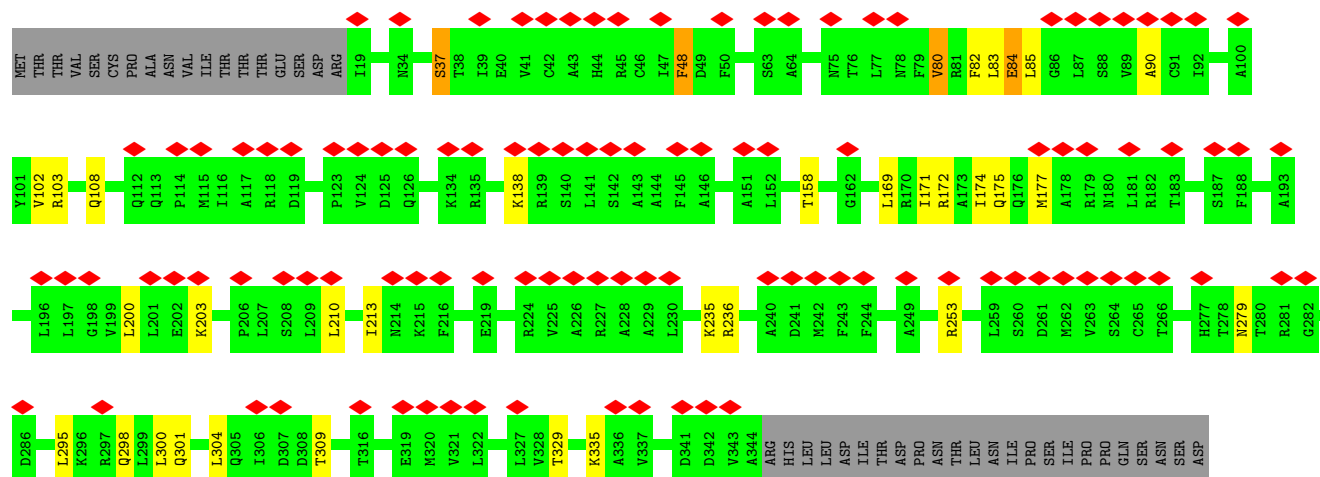 MET THR THR VAL SER CYS PRO ALA ASN VAL ILE THR THR THR GLU SER ASP ARG I19 N34 S37 T38 I39 E40 V41 C42 A43 H44 R45 C46 I47 F48 D49 F50 S63 A64 N75 T76 L77 N78 F79 V80 R81 F82 L83 E84 L85 G86 L87 S88 V89 A90 C91 I92 A100
Y101 V102 R103 Q108 Q112 Q113 P114 M115 I116 A117 R118 D119 P123 V124 D125 Q126 K134 R135 K138 R139 S140 L141 S142 A143 A144 F145 A146 A151 L152 T158 G162 L169 R170 I171 R172 A173 I174 Q175 Q176 M177 A178 R179 N180 L181 R182 T183 S187 F188 A193
L196 L197 G198 V199 L200 L201 E202 K203 P206 L207 S208 L209 L210 I213 N214 K215 F216 E219 R224 V225 A226 R227 A228 A229 L230 K235 R236 A240 D241 M242 F243 F244 A249 R253 L259 S260 D261 M262 V263 S264 C265 T266 H277 T278 N279 T280 R281 G282
D286 L295 K296 R297 Q298 L299 L300 Q301 L304 Q305 I306 D307 D308 T309 T316 E319 M320 V321 L322 L327 V328 T329 K335 A336 V337 D341 D342 V343 A344 ARG HIS LEU LEU ASP ILE THR ASP PRO ASN THR LEU ASN ILE PRO SER ILE PRO PRO GLN SER ASN SER ASP